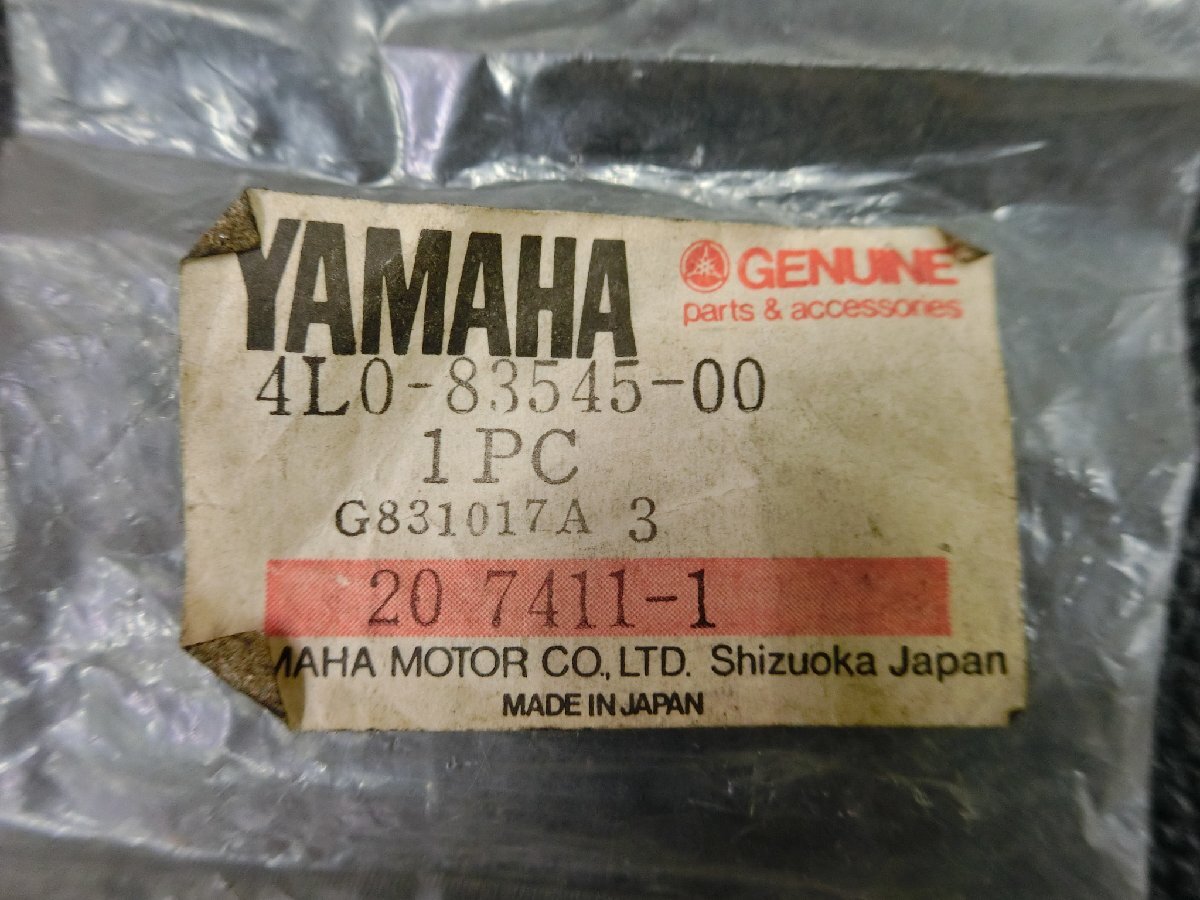 YAMAHA
GENUINE
parts & accessories
4L0-83545-00
1PC
G831017A 3
20 7411-1
MAHA MOTOR CO.,LTD. Shizuoka Japan
MADE IN JAPAN